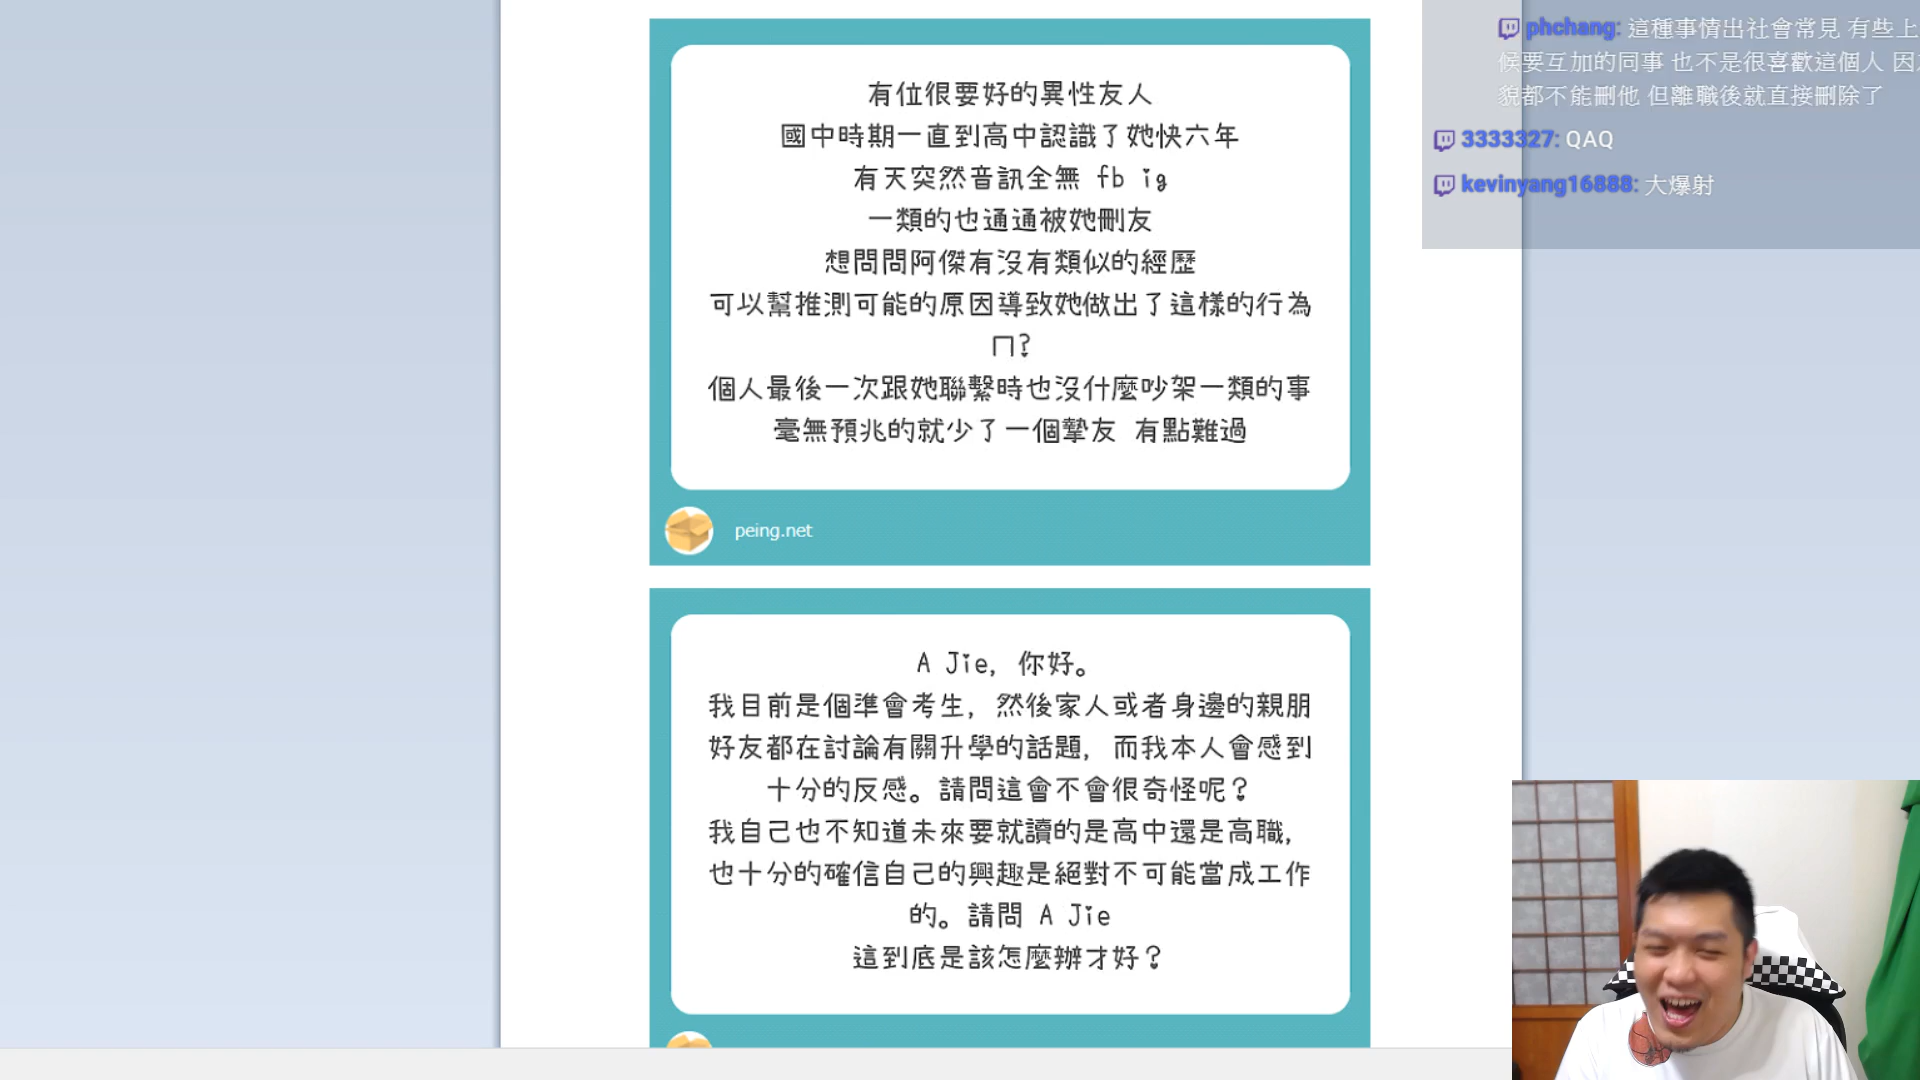 有位很要好的異性友人
國中時期一直到高中認識了她快六年
有天突然音訊全無 fb ig
一類的也通通被她刪友
想問問阿傑有沒有類似的經歷
可以幫推測可能的原因導致她做出了這樣的行為
ㄇ?
個人最後一次跟她聯繫時也沒什麼吵架一類的事
毫無預兆的就少了一個摯友 有點難過
peing.net
A Jie, 你好。
我目前是個準會考生, 然後家人或者身邊的親朋
好友都在討論有關升學的話題, 而我本人會感到
十分的反感。請問這會不會很奇怪呢?
我自己也不知道未來要就讀的是高中還是高職,
也十分的確信自己的興趣是絕對不可能當成工作
的。請問 A Jie
這到底是該怎麼辦才好?
phchang: 這種事情出社會常見 有些上
候要互加的同事 也不是很喜歡這個人 因
貌都不能刪他 但離職後就直接刪除了
3333327: QAQ
kevinyang16888: 大爆射